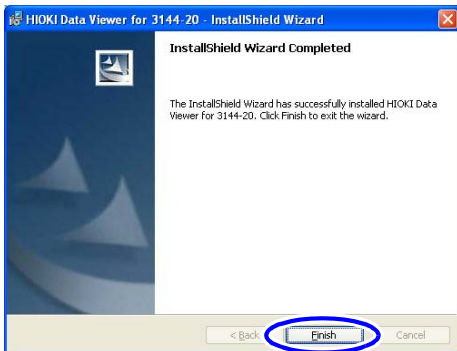 HIOKI Data Viewer for 3144-20 - InstallShield Wizard
InstallShield Wizard Completed
The InstallShield Wizard has successfully installed HIOKI Data
Viewer for 3144-20. Click Finish to exit the wizard.
< Back Finish Cancel